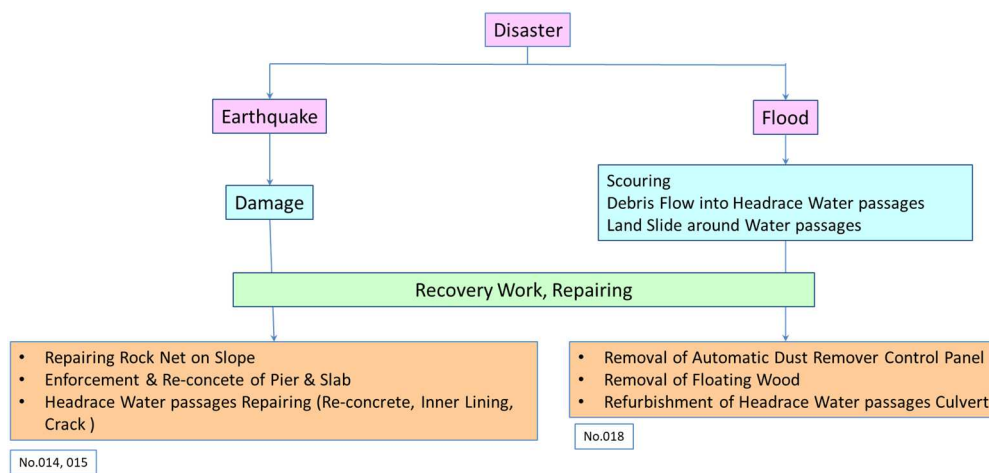 Disaster
Earthquake
Flood
Damage
Scouring
Debris Flow into Headrace Water passages
Land Slide around Water passages
Recovery Work, Repairing
• Repairing Rock Net on Slope
• Enforcement & Re-concete of Pier & Slab
• Headrace Water passages Repairing (Re-concrete, Inner Lining,
Crack )
• Removal of Automatic Dust Remover Control Panel
• Removal of Floating Wood
• Refurbishment of Headrace Water passages Culvert
No.018
No.014, 015